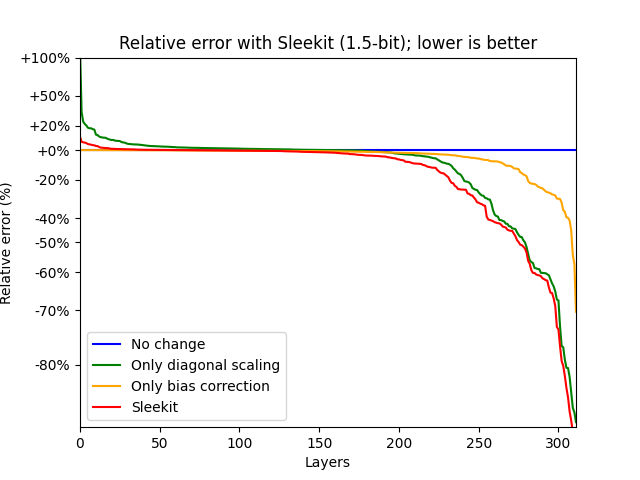 Relative error with Sleekit (1.5-bit); lower is better
+100%
+50%
+20%
+0%
-20%
-40%
-50%
-60%
-70%
-80%
Relative error (%)
No change
Only diagonal scaling
Only bias correction
Sleekit
0 50 100 150 200 250 300
Layers